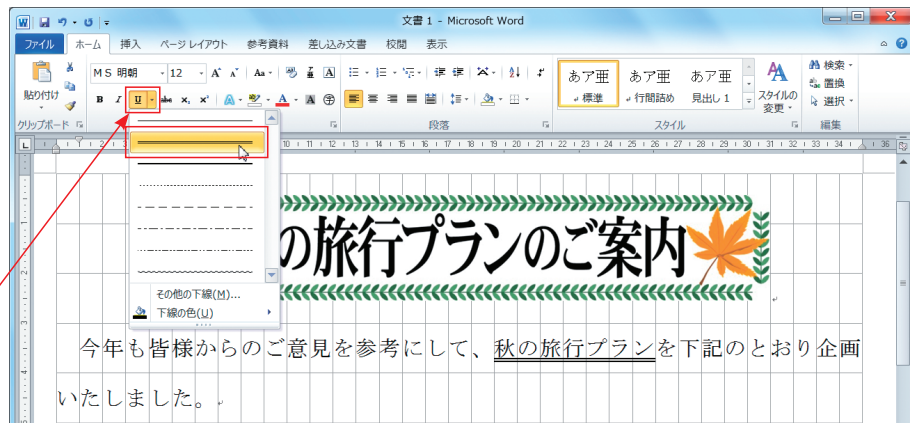 文書 1 - Microsoft Word
ファイル ホーム 挿入 ページ レイアウト 参考資料 差し込み文書 校閲 表示
貼り付け
ＭＳ 明朝 12 Aa
B I U abc x₂ x² A A A 字
あア亜 あア亜 あア亜
標準 行間詰め 見出し 1
スタイルの変更
検索
置換
選択
クリップボード 段落 スタイル 編集
その他の下線(M)...
下線の色(U)
の旅行プランのご案内
今年も皆様からのご意見を参考にして、秋の旅行プランを下記のとおり企画
いたしました。